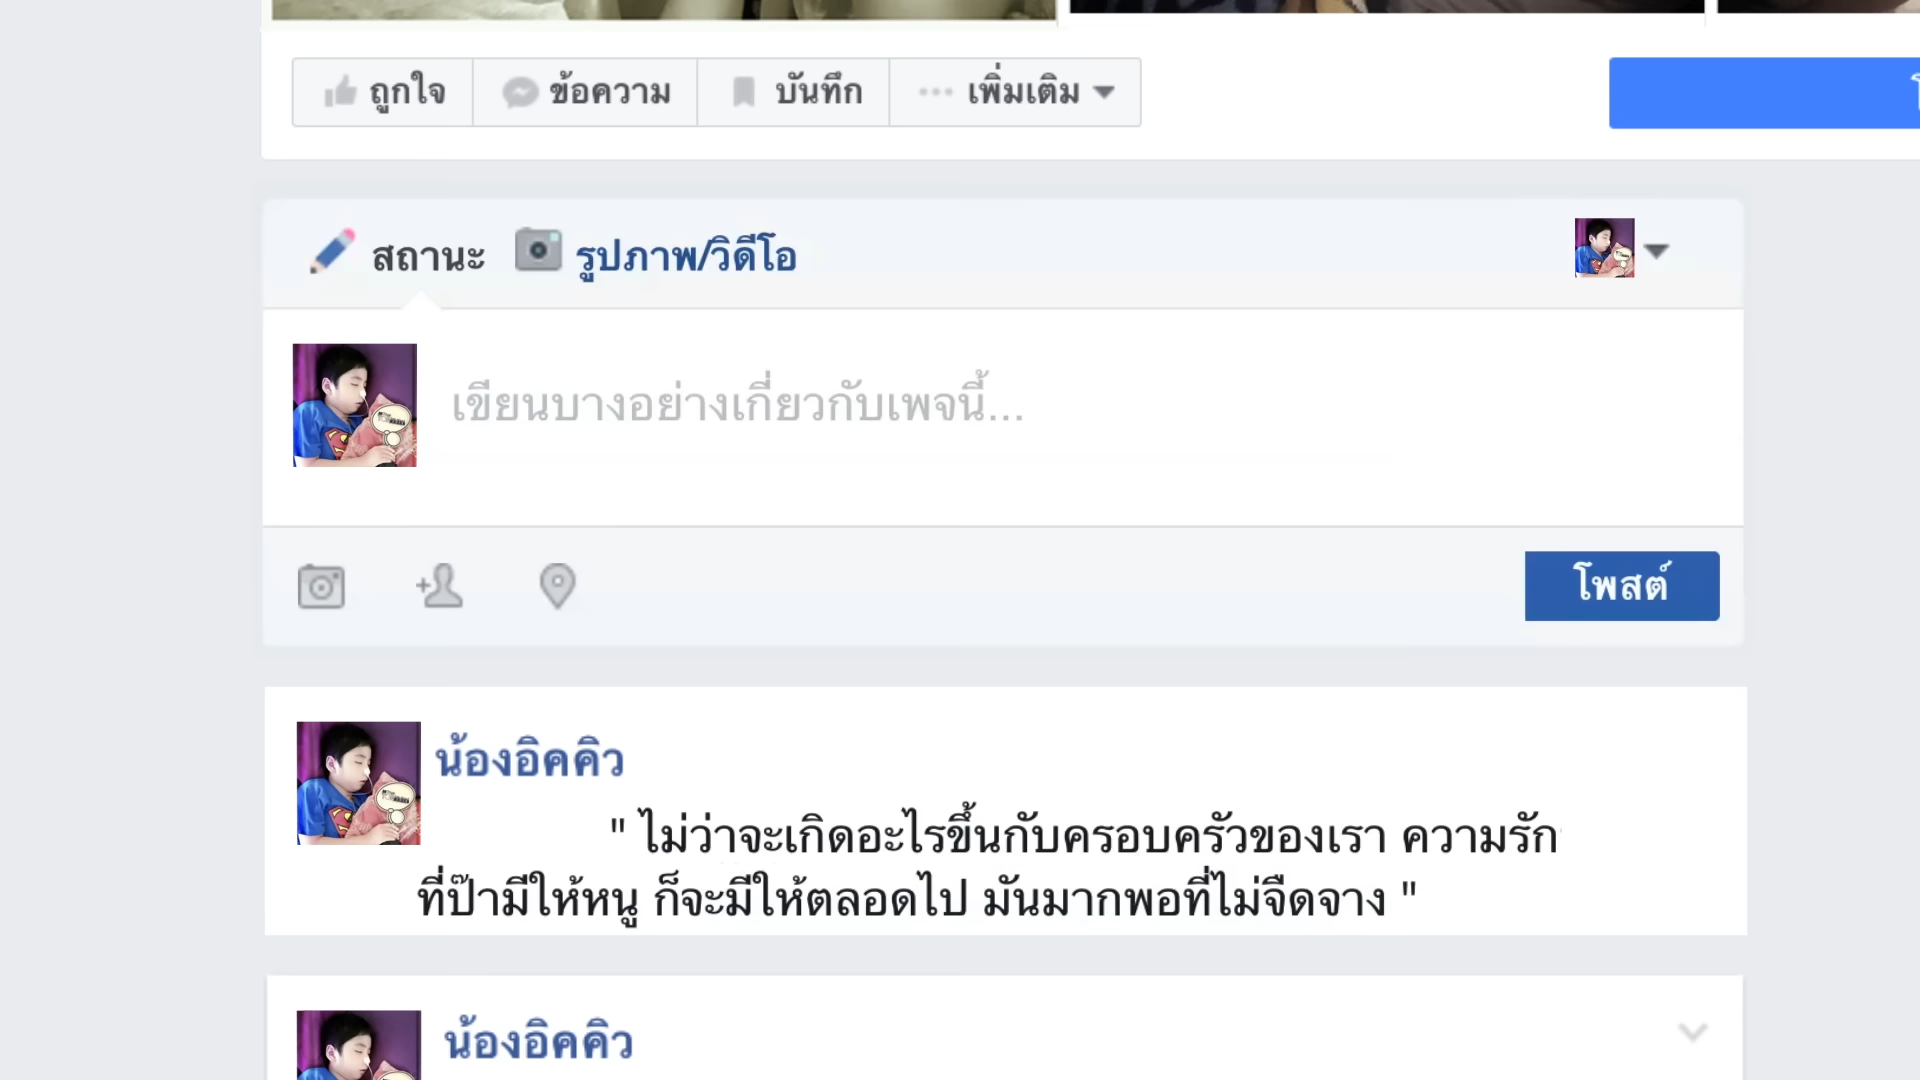 ถูกใจ ข้อความ บันทึก เพิ่มเติม
สถานะ รูปภาพ/วิดีโอ
เขียนบางอย่างเกี่ยวกับเพจนี้...
โพสต์
น้องอิคคิว
" ไม่ว่าจะเกิดอะไรขึ้นกับครอบครัวของเรา ความรัก
ที่ป๊ามีให้หนู ก็จะมีให้ตลอดไป มันมากพอที่ไม่จืดจาง "
น้องอิคคิว